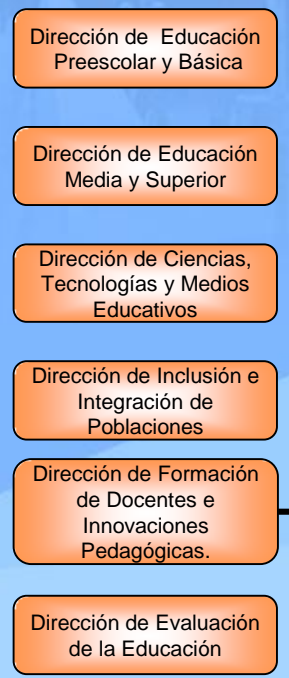 Dirección de Educación
Preescolar y Básica
Dirección de Educación
Media y Superior
Dirección de Ciencias,
Tecnologías y Medios
Educativos
Dirección de Inclusión e
Integración de
Poblaciones
Dirección de Formación
de Docentes e
Innovaciones
Pedagógicas.
Dirección de Evaluación
de la Educación